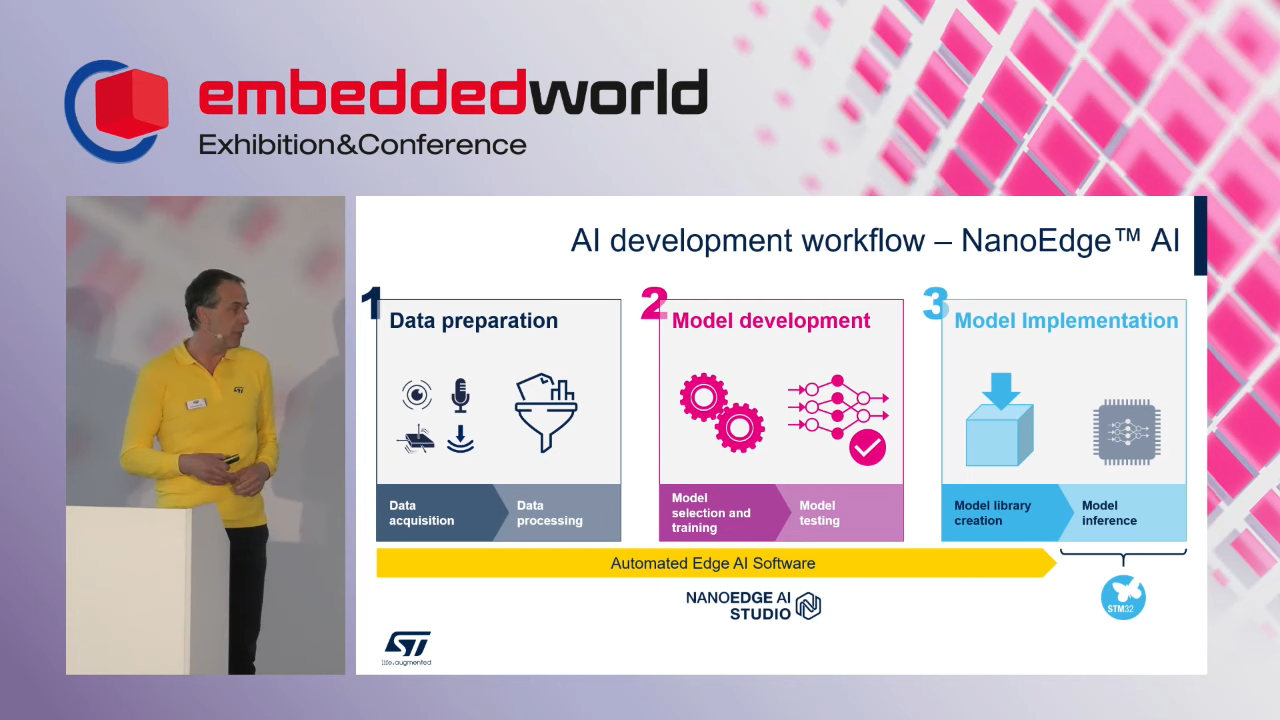 embeddedworld
Exhibition&Conference
AI development workflow – NanoEdge™ AI
1
Data preparation
Data
acquisition
Data
processing
2
Model development
Model
selection and
training
Model
testing
3
Model Implementation
Model library
creation
Model
inference
Automated Edge AI Software
NANOEDGE AI
STUDIO
STM32
ST
life.augmented
ST